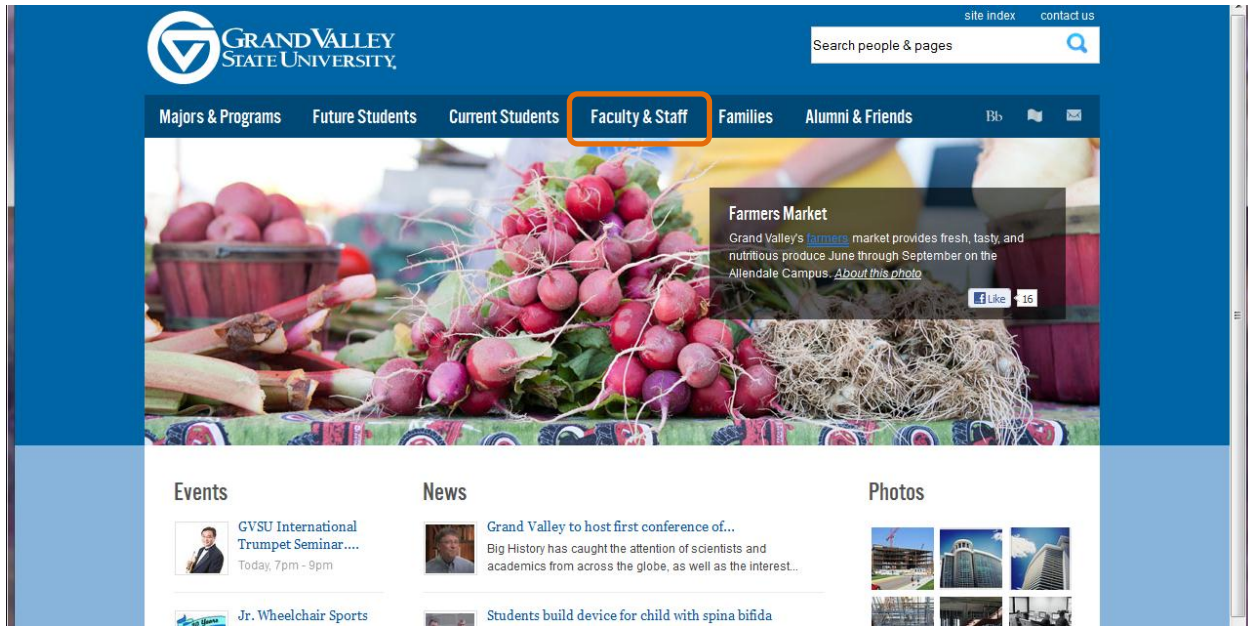 site index contact us
GRAND VALLEY
STATE UNIVERSITY
Search people & pages
Majors & Programs Future Students Current Students Faculty & Staff Families Alumni & Friends Bb
Farmers Market
Grand Valley's farmers market provides fresh, tasty, and
nutritious produce June through September on the
Allendale Campus. About this photo
Like 16
Events
GVSU International
Trumpet Seminar....
Today, 7pm - 9pm
Jr. Wheelchair Sports
News
Grand Valley to host first conference of...
Big History has caught the attention of scientists and
academics from across the globe, as well as the interest...
Students build device for child with spina bifida
Photos